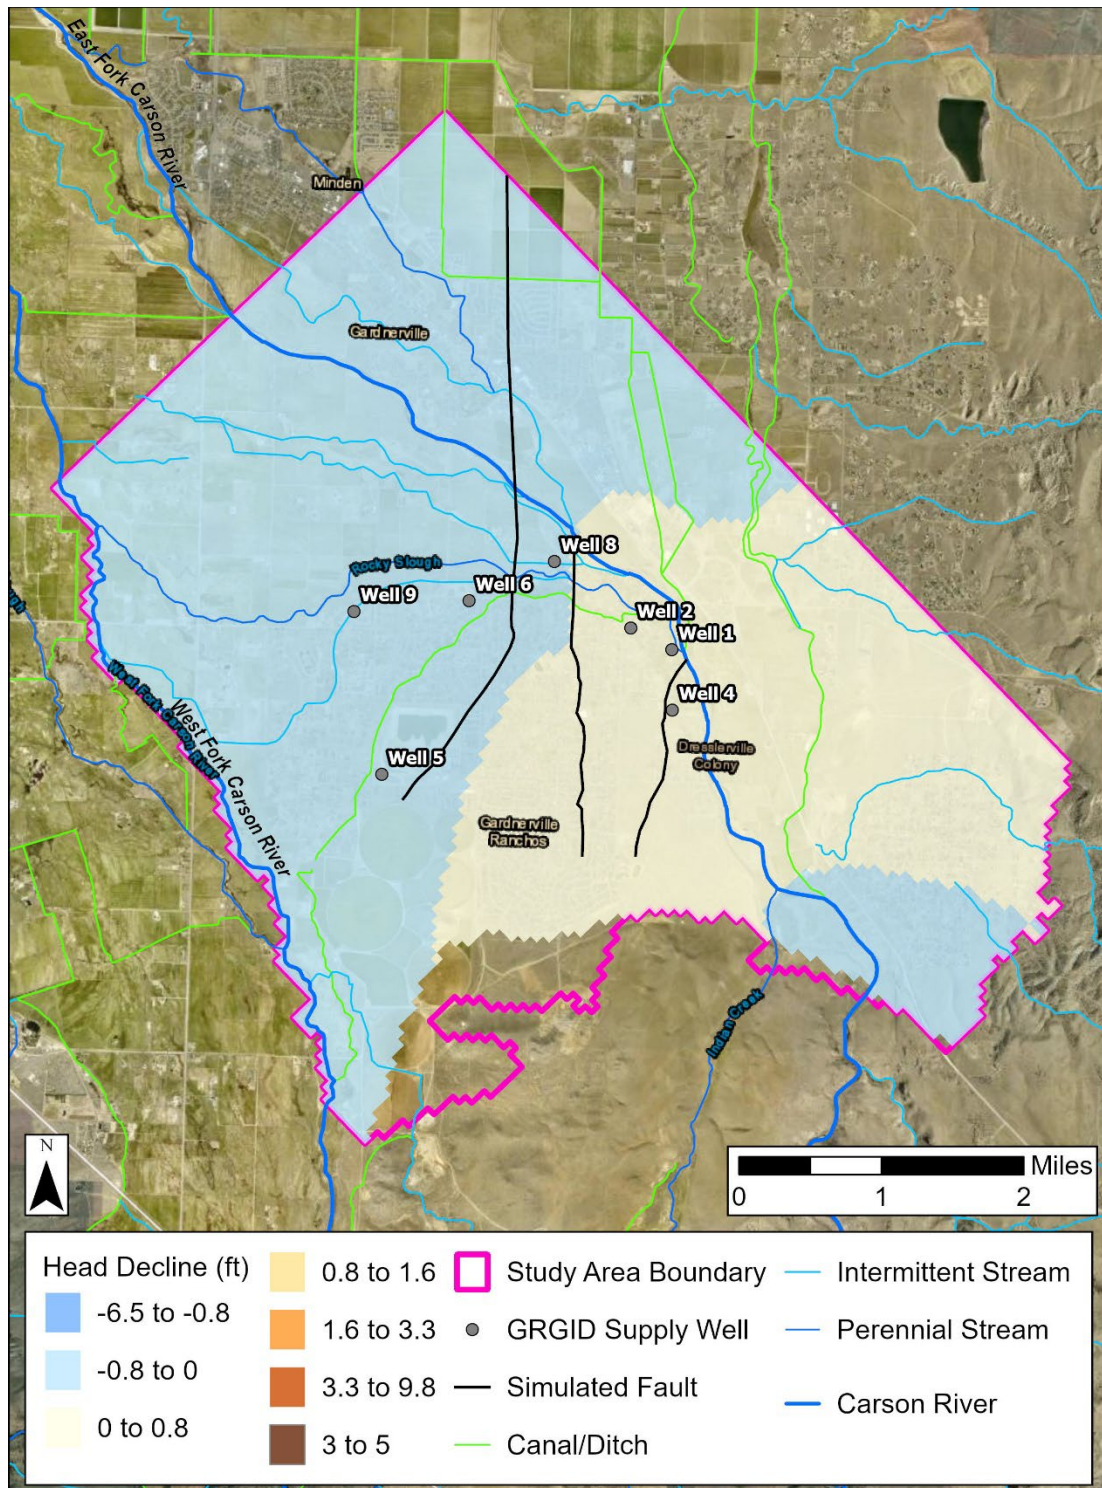 East Fork Carson River
Minden
Gardnerville
Well 8
Rocky Slough
Well 6
Well 9
Well 2
Well 1
Well 4
West Fork Carson River
West Fork Carson River
Well 5
Dresslerville
Colony
Gardnerville
Ranchos
Indian Creek
N
Miles
0 1 2
Head Decline (ft)
-6.5 to -0.8
-0.8 to 0
0 to 0.8
0.8 to 1.6
1.6 to 3.3
3.3 to 9.8
3 to 5
Study Area Boundary
GRGID Supply Well
Simulated Fault
Canal/Ditch
Intermittent Stream
Perennial Stream
Carson River